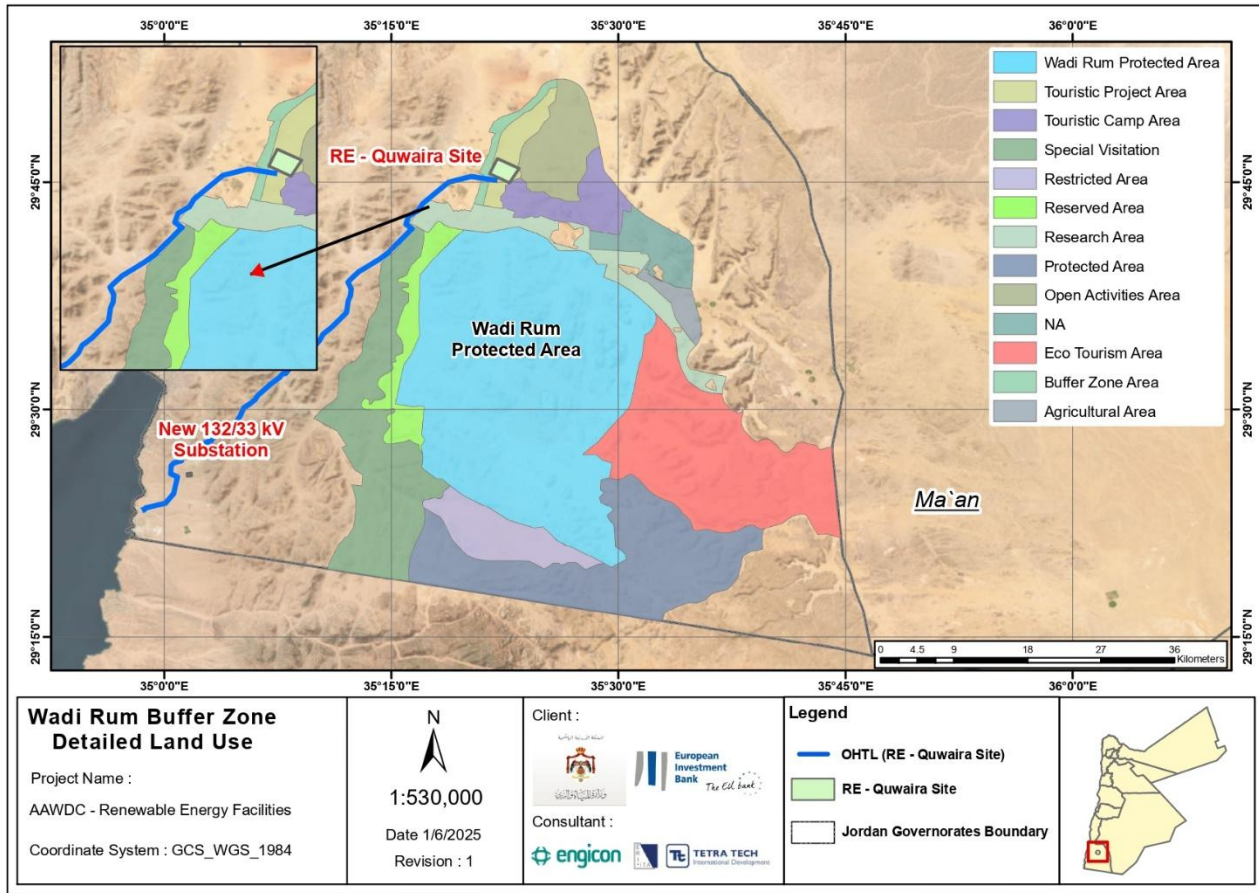 35°0'0"E
35°15'0"E
35°30'0"E
35°45'0"E
36°0'0"E
29°45'0"N
29°30'0"N
29°15'0"N
29°45'0"N
29°30'0"N
29°15'0"N
RE - Quwaira Site
Wadi Rum
Protected Area
New 132/33 kV
Substation
Ma`an
Wadi Rum Protected Area
Touristic Project Area
Touristic Camp Area
Special Visitation
Restricted Area
Reserved Area
Research Area
Protected Area
Open Activities Area
NA
Eco Tourism Area
Buffer Zone Area
Agricultural Area
0 4.5 9 18 27 36
Kilometers
35°0'0"E
35°15'0"E
35°30'0"E
35°45'0"E
36°0'0"E
Wadi Rum Buffer Zone
Detailed Land Use
Project Name :
AAWDC - Renewable Energy Facilities
Coordinate System : GCS_WGS_1984
N
1:530,000
Date 1/6/2025
Revision : 1
Client :
European
Investment
Bank
The EU bank
Consultant :
engicon
Tt
TETRA TECH
International Development
Legend
OHTL (RE - Quwaira Site)
RE - Quwaira Site
Jordan Governorates Boundary